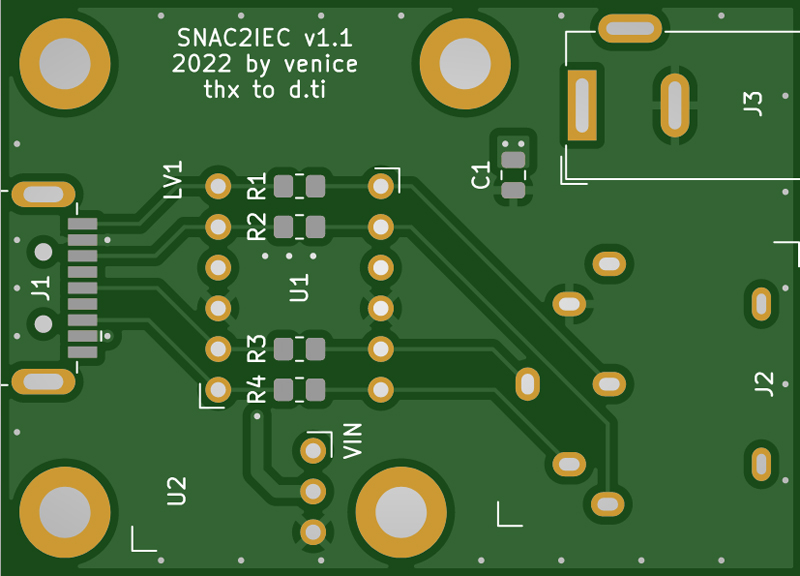 SNAC2IEC v1.1
2022 by venice
thx to d.ti
J3
C1
LV1
R1
R2
J1
U1
R3
R4
J2
VIN
U2